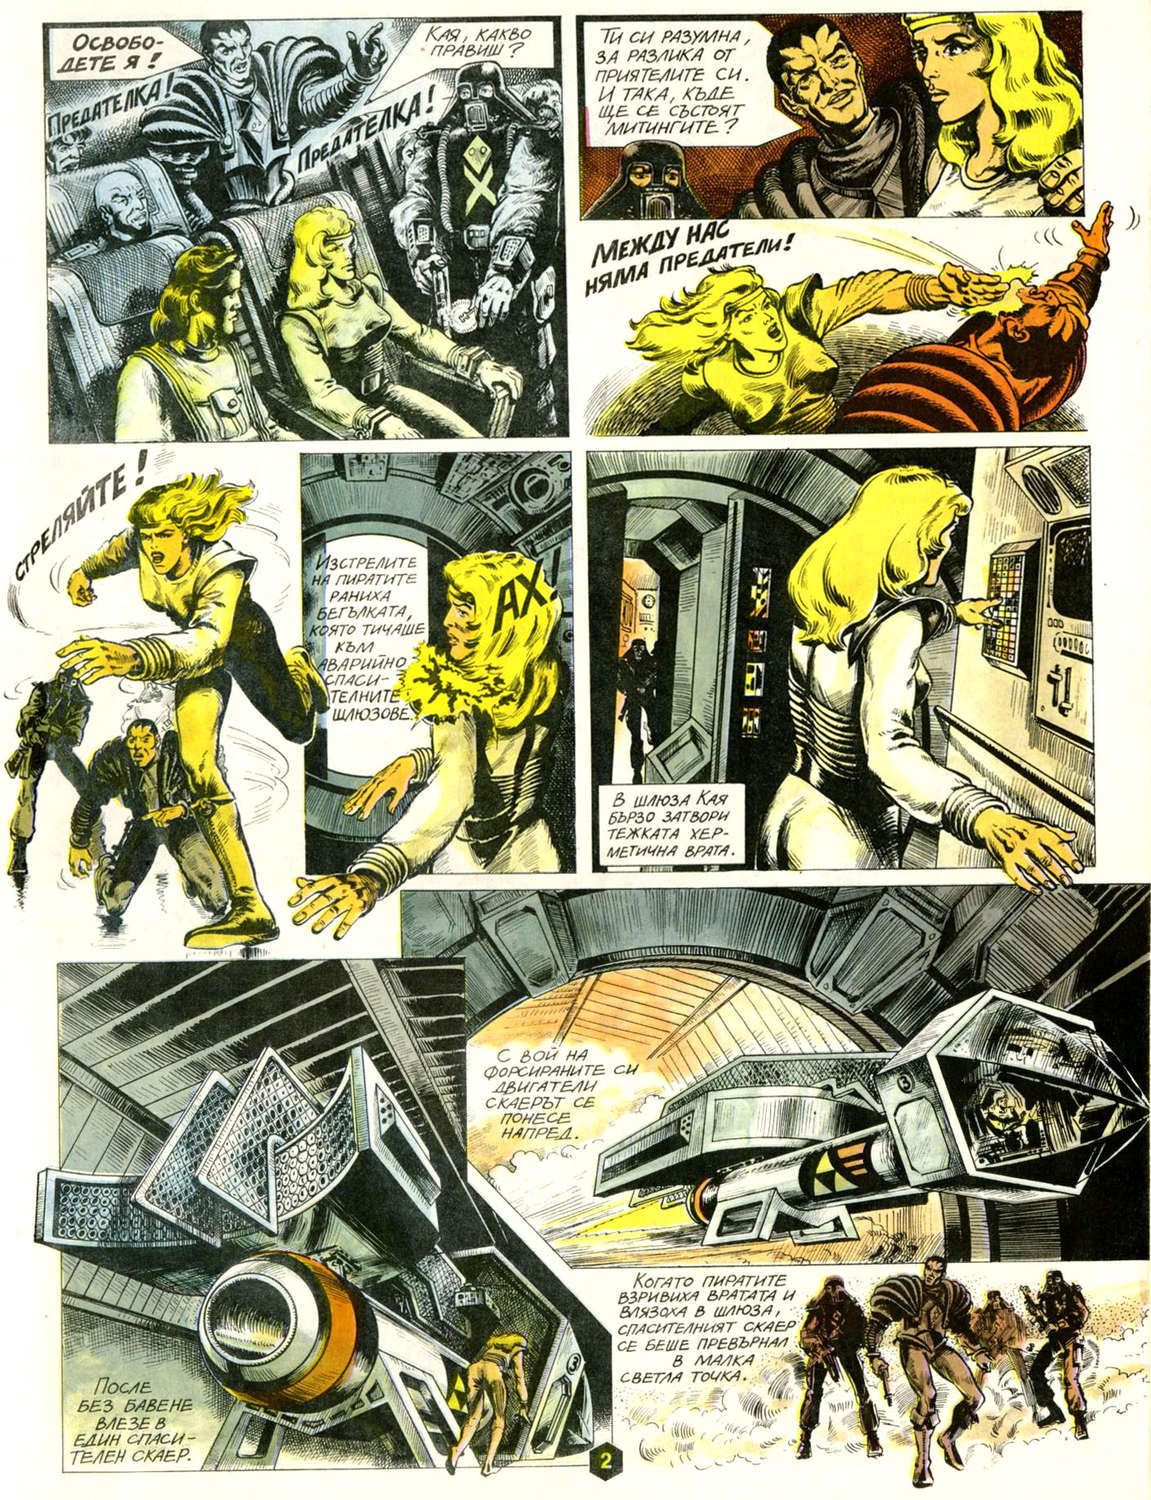 ОСВОБО-
ДЕТЕ Я!
КАЯ, КАКВО
ПРАВИШ?
ПРЕДАТЕЛКА!
ПРЕДАТЕЛКА!
ТИ СИ РАЗУМНА,
ЗА РАЗЛИКА ОТ
ПРИЯТЕЛИТЕ СИ.
И ТАКА, КЪДЕ
ЩЕ СЕ СЪСТОЯТ
МИТИНГИТЕ?
МЕЖДУ НАС
НЯМА ПРЕДАТЕЛИ!
СТРЕЛЯЙТЕ!
ИЗСТРЕЛИТЕ
НА ПИРАТИТЕ
РАНИХА
БЕГЪЛКАТА,
КОЯТО ТИЧАШЕ
КЪМ
АВАРИЙНО
СПАСИ-
ТЕЛНИТЕ
ШЛЮЗОВЕ.
АХ
В ШЛЮЗА КАЯ
БЪРЗО ЗАТВОРИ
ТЕЖКАТА ХЕР-
МЕТИЧНА ВРАТА.
С ВОЙ НА
ФОРСИРАНИТЕ СИ
ДВИГАТЕЛИ
СКАЕРЪТ СЕ
ПОНЕСЕ
НАПРЕД.
3
ПОСЛЕ
БЕЗ БАВЕНЕ
ВЛЕЗЕ В
ЕДИН СПАСИ-
ТЕЛЕН СКАЕР.
3
КОГАТО ПИРАТИТЕ
ВЗРИВИХА ВРАТАТА И
ВЛЯЗОХА В ШЛЮЗА,
СПАСИТЕЛНИЯТ СКАЕР
СЕ БЕШЕ ПРЕВЪРНАЛ
В МАЛКА
СВЕТЛА ТОЧКА.
2